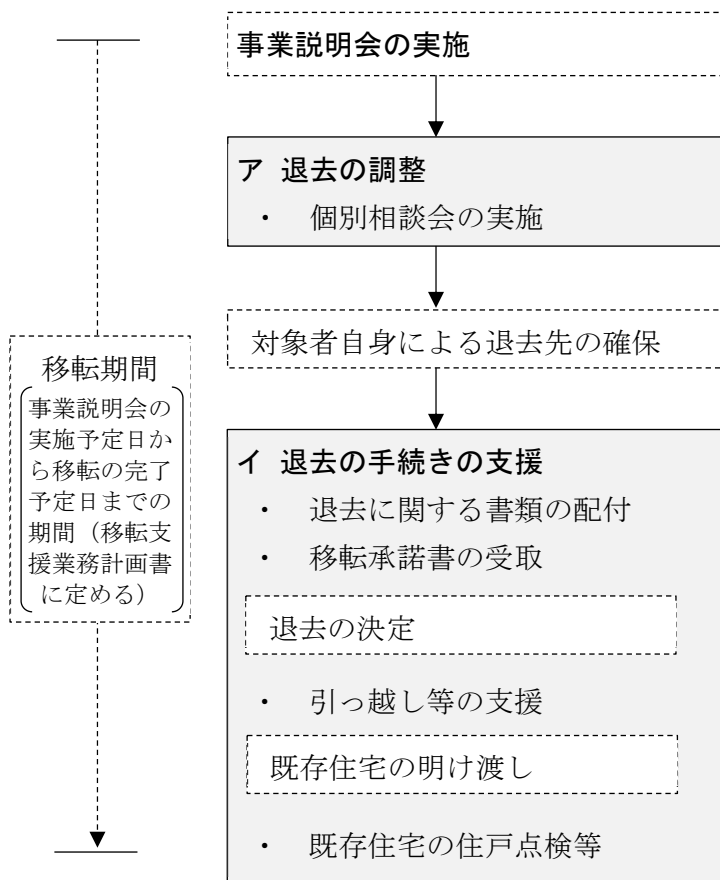 事業説明会の実施
ア 退去の調整
・ 個別相談会の実施
対象者自身による退去先の確保
移転期間
事業説明会の
実施予定日か
ら移転の完了
予定日までの
期間（移転支
援業務計画書
に定める）
イ 退去の手続きの支援
・ 退去に関する書類の配付
・ 移転承諾書の受取
退去の決定
・ 引っ越し等の支援
既存住宅の明け渡し
・ 既存住宅の住戸点検等